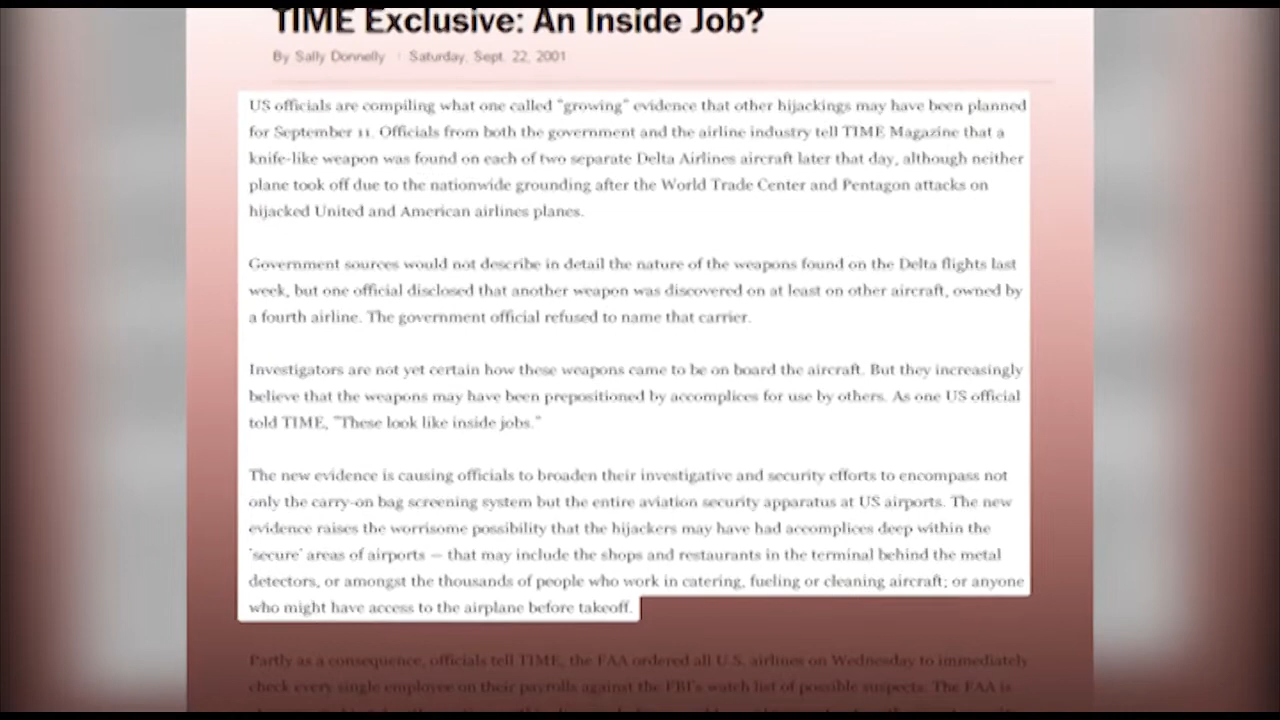 TIME Exclusive: An Inside Job?
By Sally Donnelly | Saturday, Sept. 22, 2001
US officials are compiling what one called "growing" evidence that other hijackings may have been planned
for September 11. Officials from both the government and the airline industry tell TIME Magazine that a
knife-like weapon was found on each of two separate Delta Airlines aircraft later that day, although neither
plane took off due to the nationwide grounding after the World Trade Center and Pentagon attacks on
hijacked United and American airlines planes.
Government sources would not describe in detail the nature of the weapons found on the Delta flights last
week, but one official disclosed that another weapon was discovered on at least on other aircraft, owned by
a fourth airline. The government official refused to name that carrier.
Investigators are not yet certain how these weapons came to be on board the aircraft. But they increasingly
believe that the weapons may have been prepositioned by accomplices for use by others. As one US official
told TIME, "These look like inside jobs."
The new evidence is causing officials to broaden their investigative and security efforts to encompass not
only the carry-on bag screening system but the entire aviation security apparatus at US airports. The new
evidence raises the worrisome possibility that the hijackers may have had accomplices deep within the
'secure' areas of airports — that may include the shops and restaurants in the terminal behind the metal
detectors, or amongst the thousands of people who work in catering, fueling or cleaning aircraft; or anyone
who might have access to the airplane before takeoff.
Partly as a consequence, officials tell TIME, the FAA ordered all U.S. airlines on Wednesday to immediately
check every single employee on their payrolls against the FBI's watch list of possible suspects. The FAA is